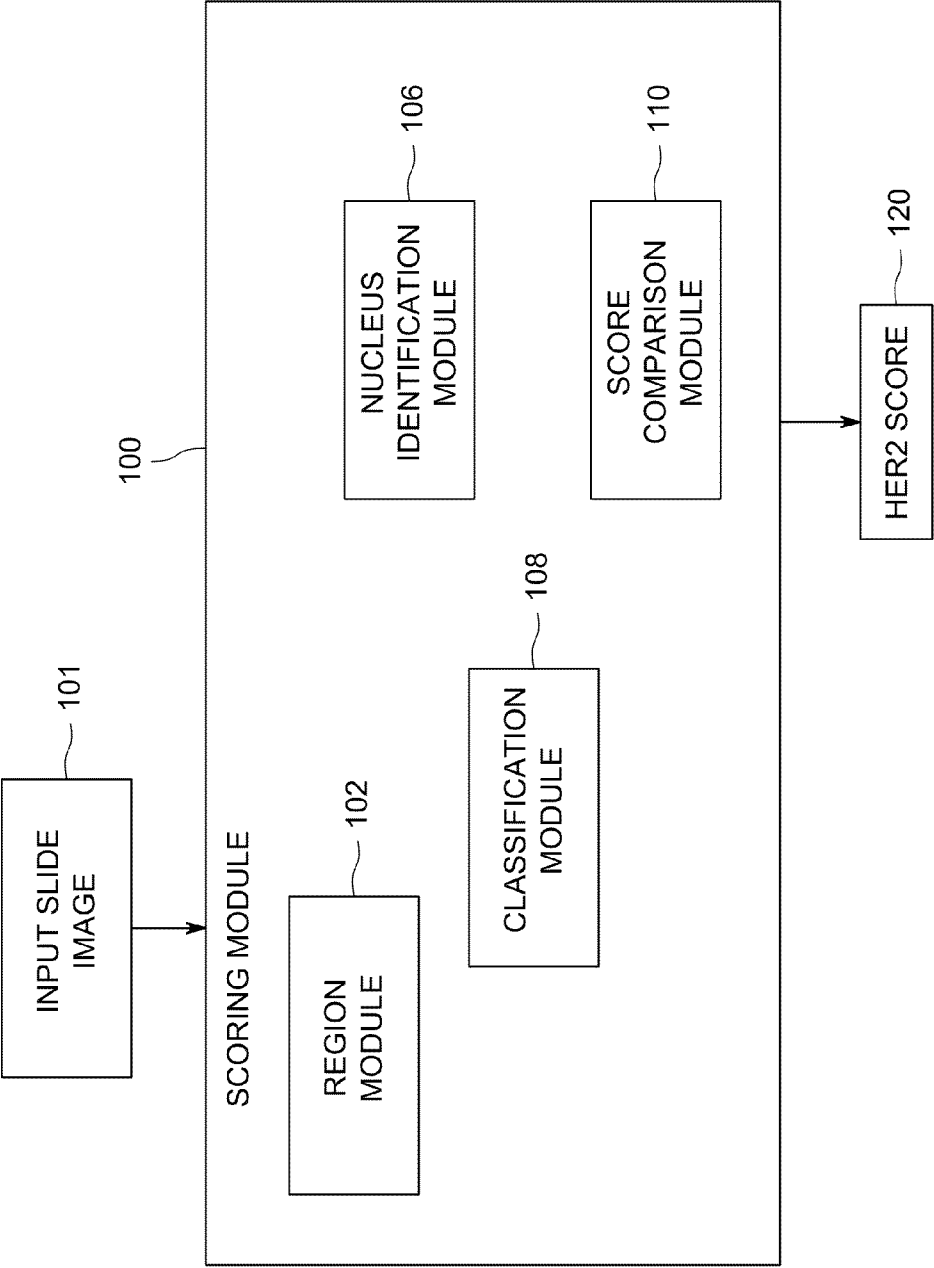 INPUT SLIDE
IMAGE
101
100
SCORING MODULE
REGION
MODULE
102
NUCLEUS
IDENTIFICATION
MODULE
106
CLASSIFICATION
MODULE
108
SCORE
COMPARISON
MODULE
110
HER2 SCORE
120